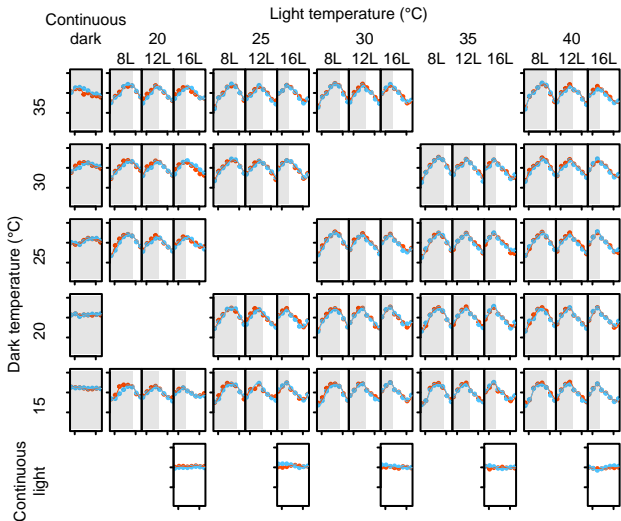 Light temperature (°C)
Continuous
dark
20 25 30 35 40
8L 12L 16L 8L 12L 16L 8L 12L 16L 8L 12L 16L 8L 12L 16L
Dark temperature (°C)
35
30
25
20
15
Continuous
light